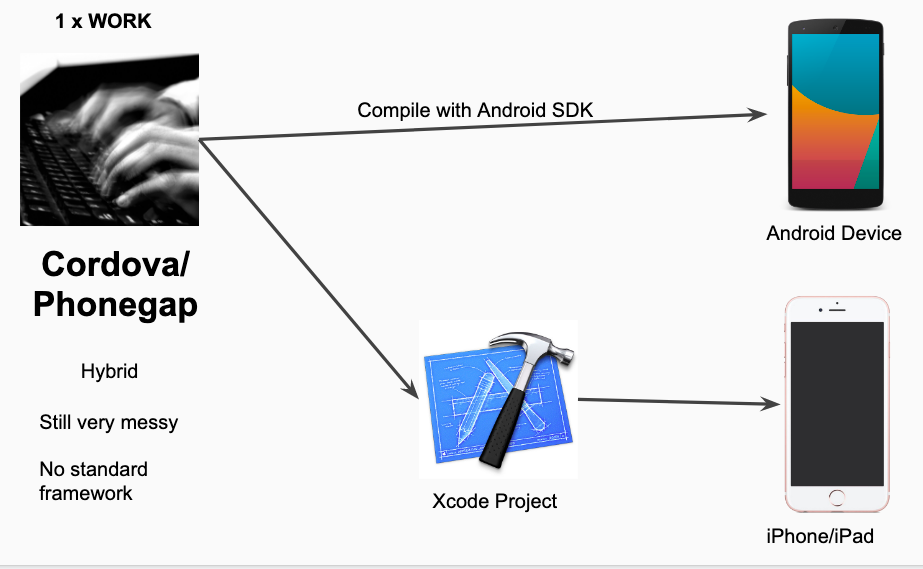 1 x WORK
Compile with Android SDK
Android Device
Cordova/
Phonegap
Hybrid
Still very messy
No standard
framework
Xcode Project
iPhone/iPad